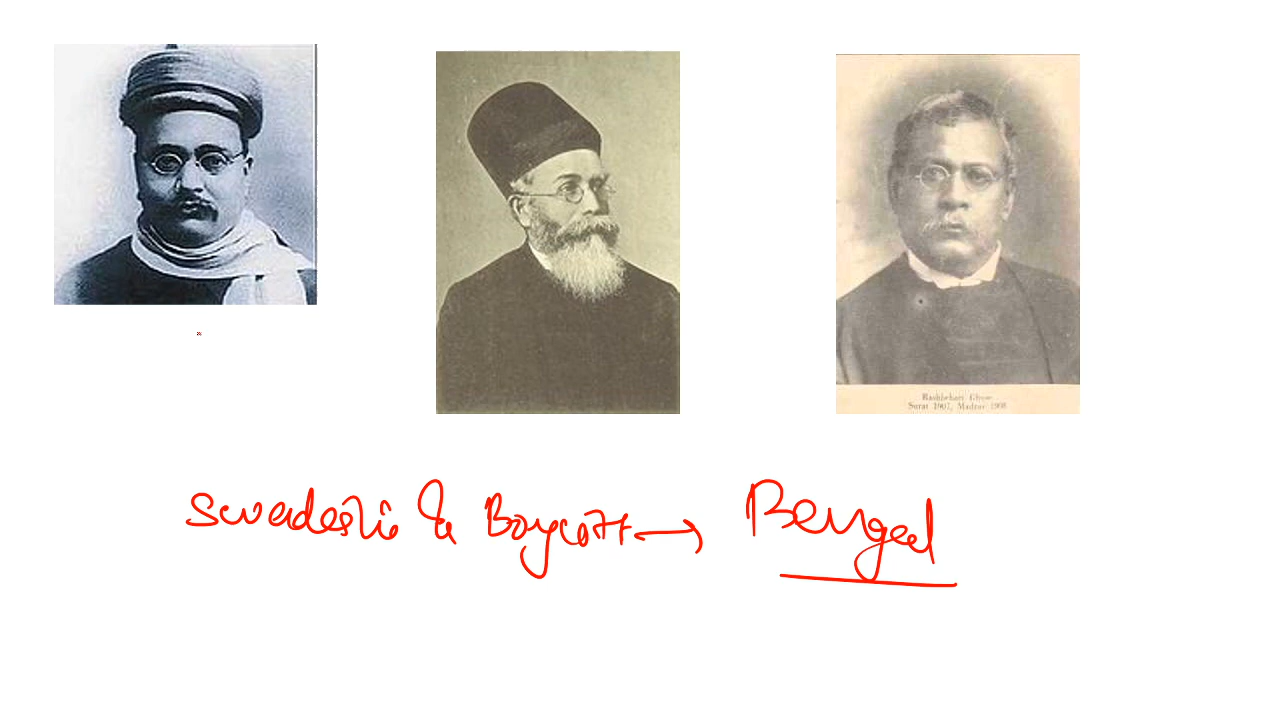 Rashbehari Ghose
Surat 1907, Madras 1908
Swadeshi & Boycott → Bengal